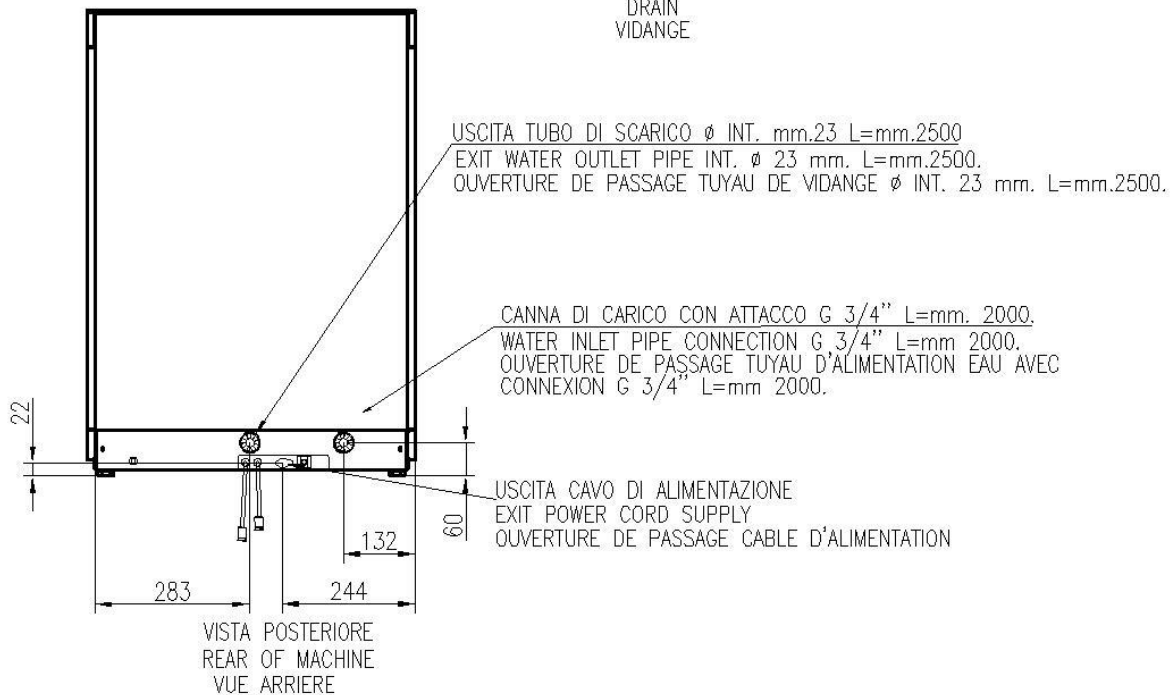 DRAIN
VIDANGE
USCITA TUBO DI SCARICO ø INT. mm.23 L=mm.2500
EXIT WATER OUTLET PIPE INT. ø 23 mm. L=mm.2500.
OUVERTURE DE PASSAGE TUYAU DE VIDANGE ø INT. 23 mm. L=mm.2500.
CANNA DI CARICO CON ATTACCO G 3/4" L=mm. 2000.
WATER INLET PIPE CONNECTION G 3/4" L=mm 2000.
OUVERTURE DE PASSAGE TUYAU D'ALIMENTATION EAU AVEC
CONNEXION G 3/4" L=mm 2000.
22
USCITA CAVO DI ALIMENTAZIONE
EXIT POWER CORD SUPPLY
OUVERTURE DE PASSAGE CABLE D'ALIMENTATION
60
132
283
244
VISTA POSTERIORE
REAR OF MACHINE
VUE ARRIERE